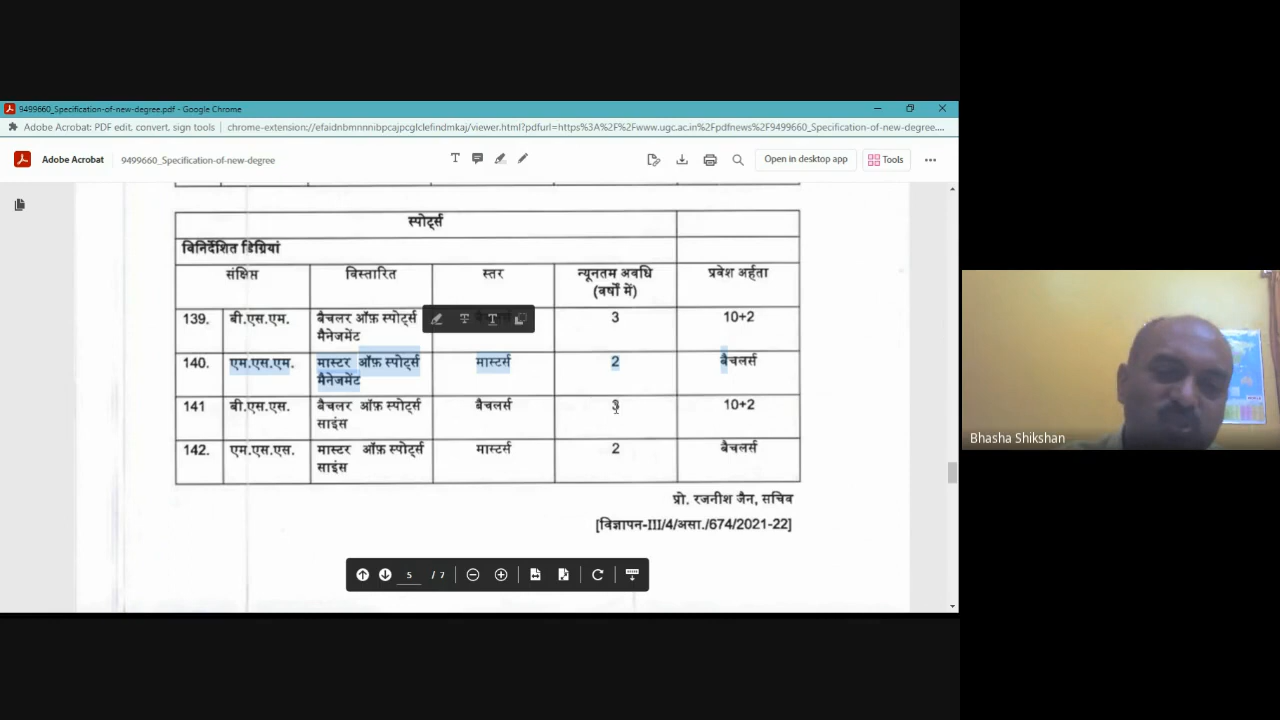 9499660_Specification-of-new-degree.pdf - Google Chrome
Adobe Acrobat: PDF edit, convert, sign tools | chrome-extension://efaidnbmnnnibpcajpcglclefindmkaj/viewer.html?pdfurl=https%3A%2F%2Fwww.ugc.ac.in%2Fpdfnews%2F9499660_Specification-of-new-degree....
Adobe Acrobat 9499660_Specification-of-new-degree Open in desktop app Tools
स्पोर्ट्स
विनिर्देशित डिग्रियां
संक्षिप्त विस्तारित स्तर न्यूनतम अवधि (वर्षों में) प्रवेश अर्हता
139. बी.एस.एम. बैचलर ऑफ़ स्पोर्ट्स मैनेजमेंट 3 10+2
140. एम.एस.एम. मास्टर ऑफ़ स्पोर्ट्स मैनेजमेंट मास्टर्स 2 बैचलर्स
141 बी.एस.एस. बैचलर ऑफ़ स्पोर्ट्स साइंस बैचलर्स 3 10+2
142. एम.एस.एस. मास्टर ऑफ़ स्पोर्ट्स साइंस मास्टर्स 2 बैचलर्स
प्रो. रजनीश जैन, सचिव
[विज्ञापन-III/4/असा./674/2021-22]
5 / 7
Bhasha Shikshan